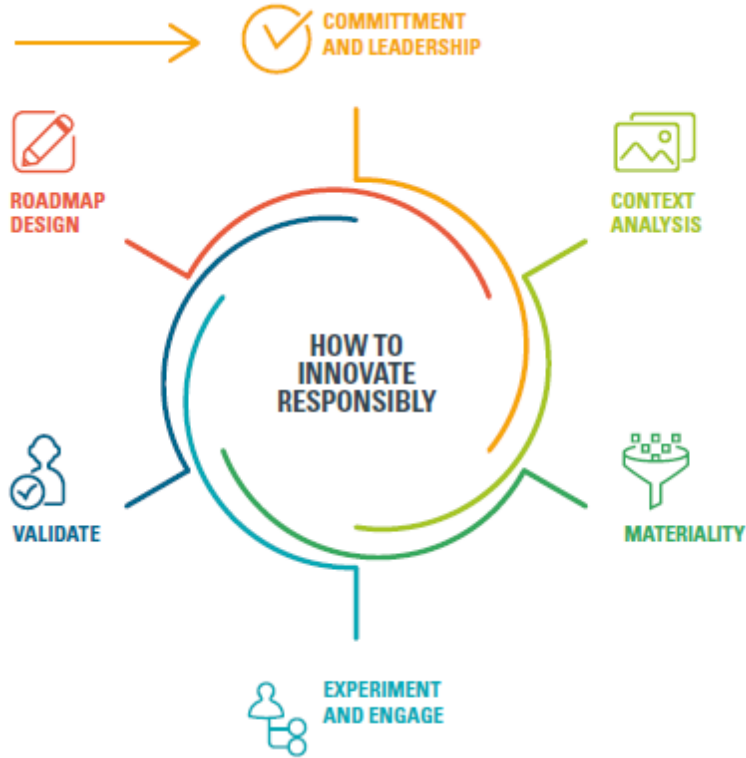 COMMITTMENT
AND LEADERSHIP
ROADMAP
DESIGN
CONTEXT
ANALYSIS
HOW TO
INNOVATE
RESPONSIBLY
VALIDATE
MATERIALITY
EXPERIMENT
AND ENGAGE